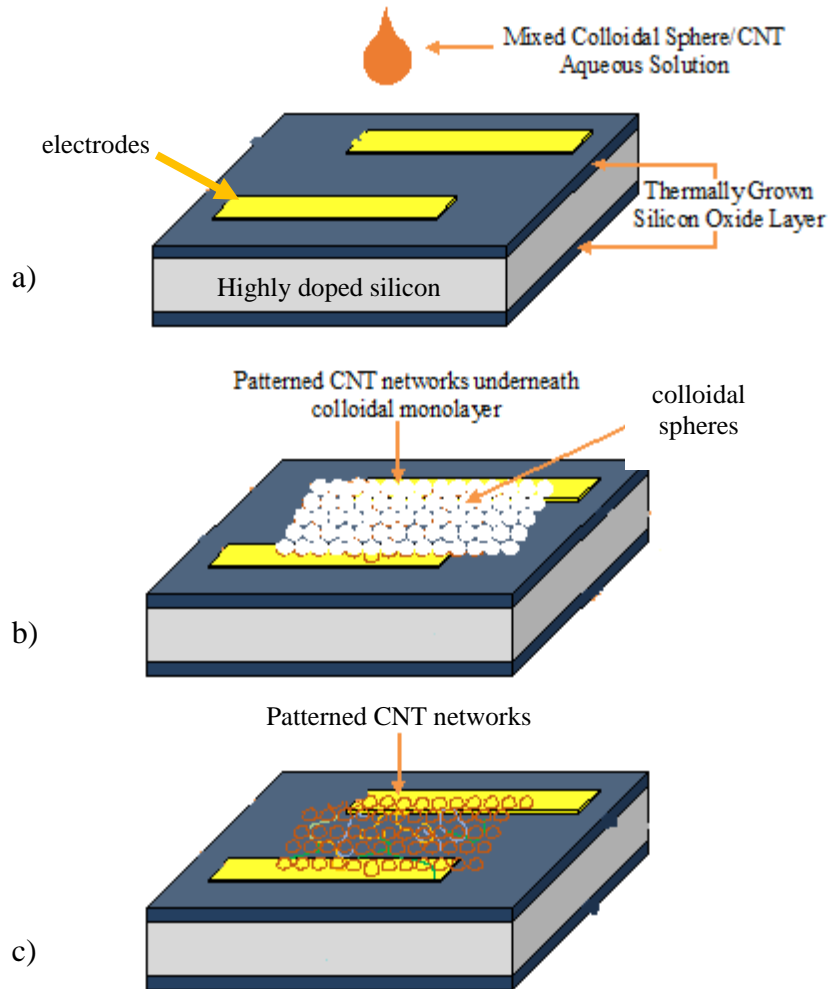 Mixed Colloidal Sphere/CNT
Aqueous Solution
electrodes
Thermally Grown
Silicon Oxide Layer
a)
Highly doped silicon
Patterned CNT networks underneath
colloidal monolayer
colloidal
spheres
b)
Patterned CNT networks
c)